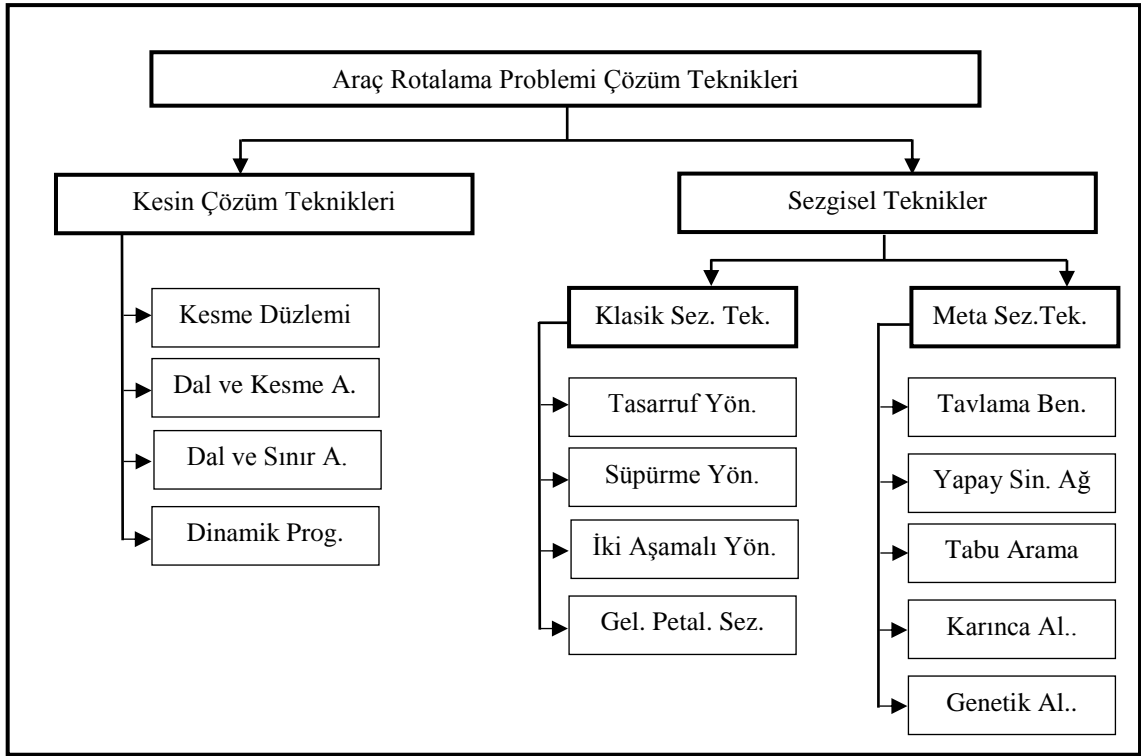 Araç Rotalama Problemi Çözüm Teknikleri
Kesin Çözüm Teknikleri
Kesme Düzlemi
Dal ve Kesme A.
Dal ve Sınır A.
Dinamik Prog.
Sezgisel Teknikler
Klasik Sez. Tek.
Tasarruf Yön.
Süpürme Yön.
İki Aşamalı Yön.
Gel. Petal. Sez.
Meta Sez.Tek.
Tavlama Ben.
Yapay Sin. Ağ
Tabu Arama
Karınca Al..
Genetik Al..